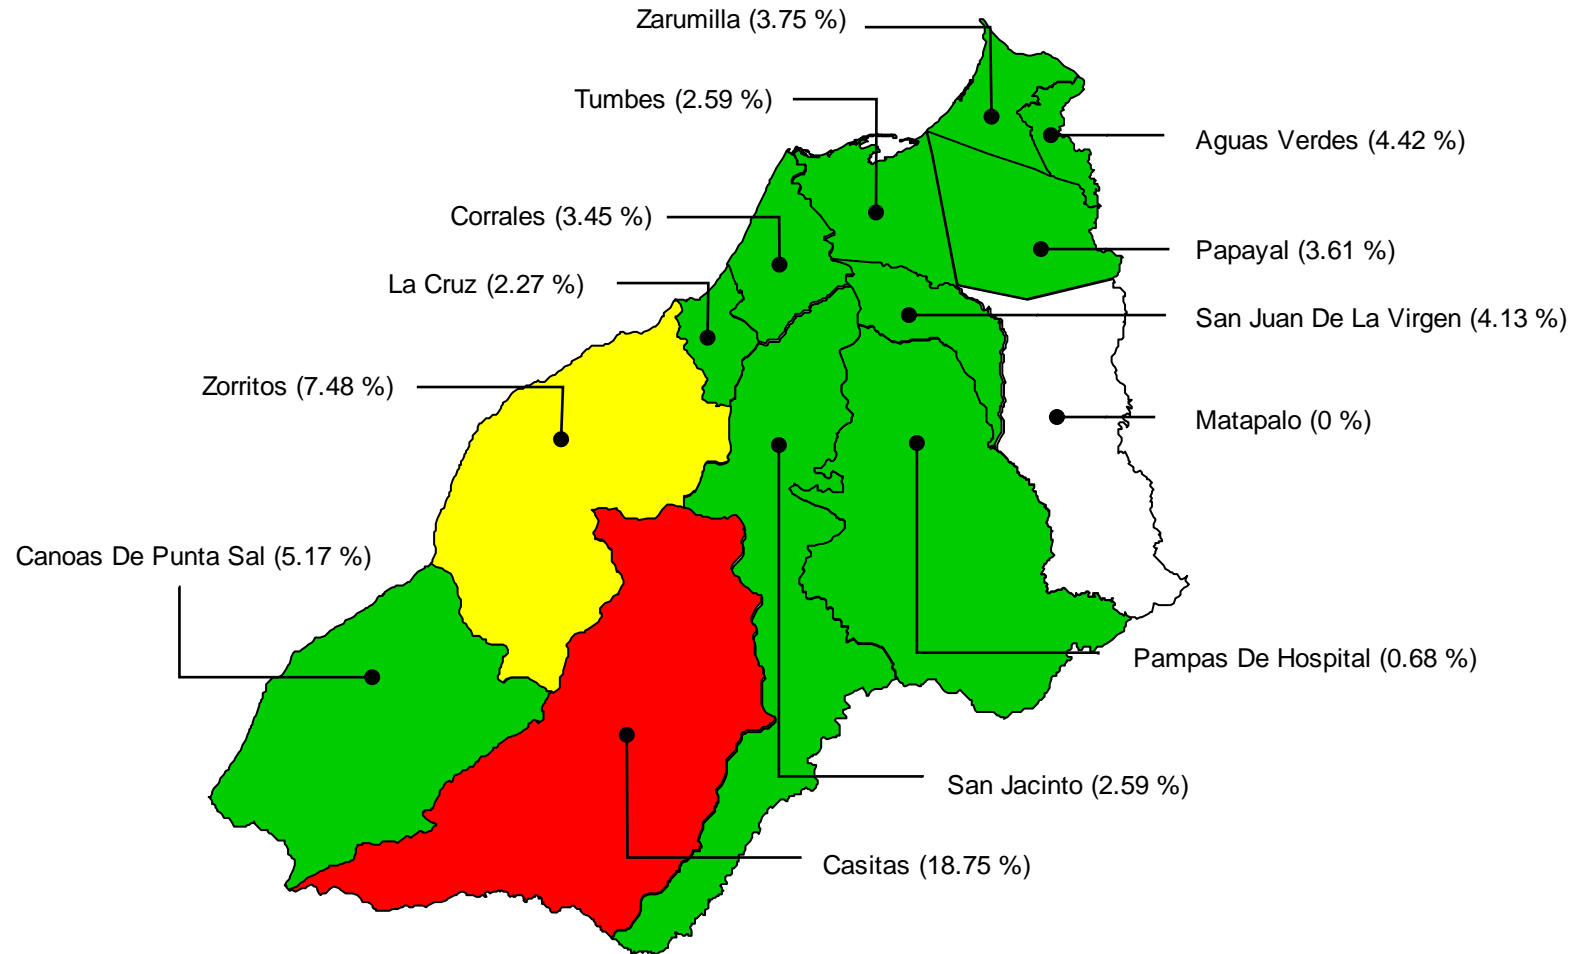 Zarumilla (3.75 %)
Tumbes (2.59 %)
Aguas Verdes (4.42 %)
Corrales (3.45 %)
Papayal (3.61 %)
La Cruz (2.27 %)
San Juan De La Virgen (4.13 %)
Zorritos (7.48 %)
Matapalo (0 %)
Canoas De Punta Sal (5.17 %)
Pampas De Hospital (0.68 %)
San Jacinto (2.59 %)
Casitas (18.75 %)